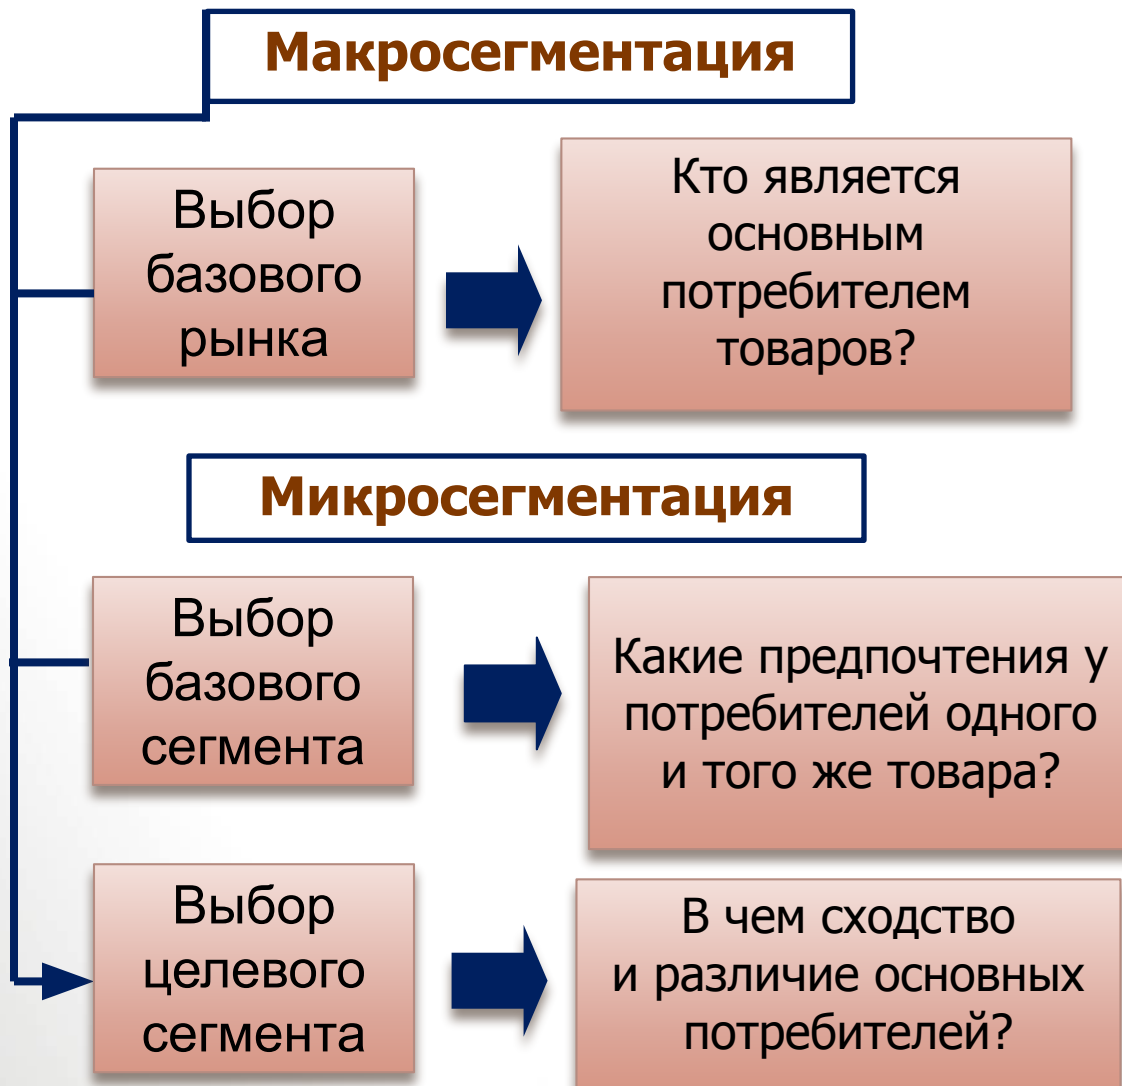 Макросегментация
Выбор
базового
рынка
Кто является
основным
потребителем
товаров?
Микросегментация
Выбор
базового
сегмента
Какие предпочтения у
потребителей одного
и того же товара?
Выбор
целевого
сегмента
В чем сходство
и различие основных
потребителей?